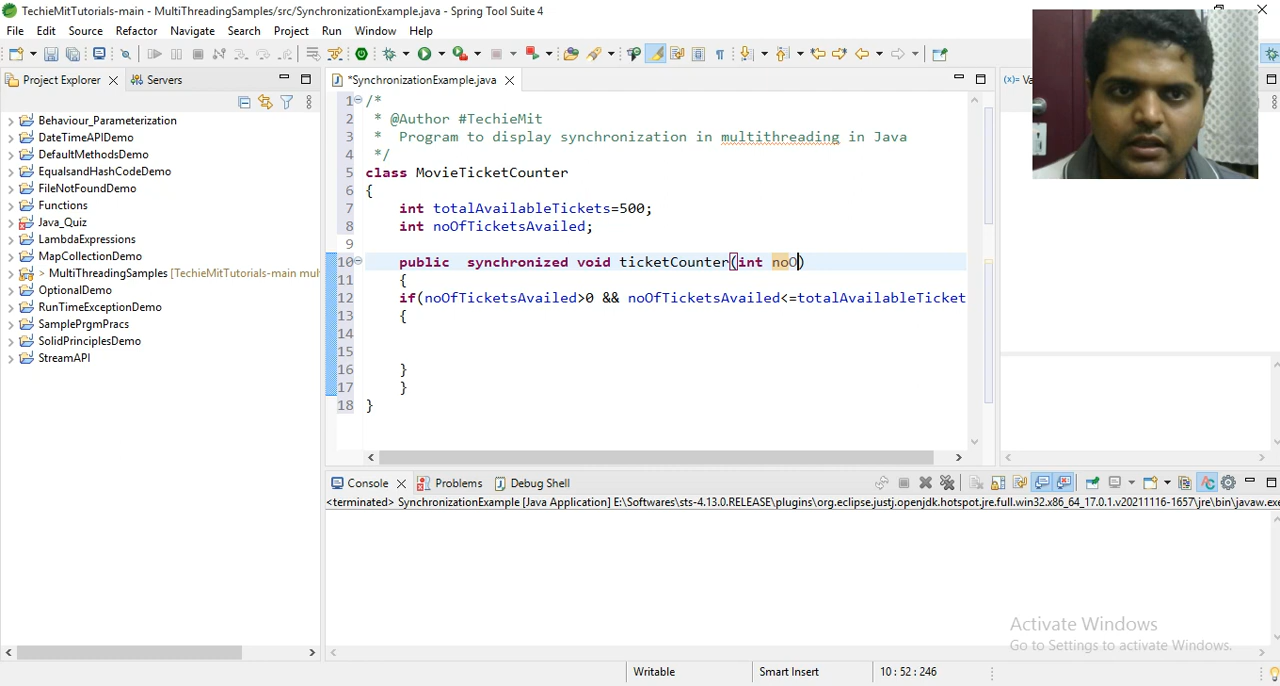 TechieMitTutorials-main - MultiThreadingSamples/src/SynchronizationExample.java - Spring Tool Suite 4
File Edit Source Refactor Navigate Search Project Run Window Help
Project Explorer
Servers
Behaviour_Parameterization
DateTimeAPIDemo
DefaultMethodsDemo
EqualsandHashCodeDemo
FileNotFoundDemo
Functions
Java_Quiz
LambdaExpressions
MapCollectionDemo
> MultiThreadingSamples [TechieMitTutorials-main mul
OptionalDemo
RunTimeExceptionDemo
SamplePrgmPracs
SolidPrinciplesDemo
StreamAPI
*SynchronizationExample.java
1 /*
2 * @Author #TechieMit
3 * Program to display synchronization in multithreading in Java
4 */
5 class MovieTicketCounter
6 {
7 int totalAvailableTickets=500;
8 int noOfTicketsAvailed;
9
10 public synchronized void ticketCounter(int noO)
11 {
12 if(noOfTicketsAvailed>0 && noOfTicketsAvailed<=totalAvailableTicket
13 {
14
15
16 }
17 }
18 }
(x)= Va
Console
Problems
Debug Shell
<terminated> SynchronizationExample [Java Application] E:\Softwares\sts-4.13.0.RELEASE\plugins\org.eclipse.justj.openjdk.hotspot.jre.full.win32.x86_64_17.0.1.v20211116-1657\jre\bin\javaw.exe
Activate Windows
Go to Settings to activate Windows.
Writable
Smart Insert
10 : 52 : 246